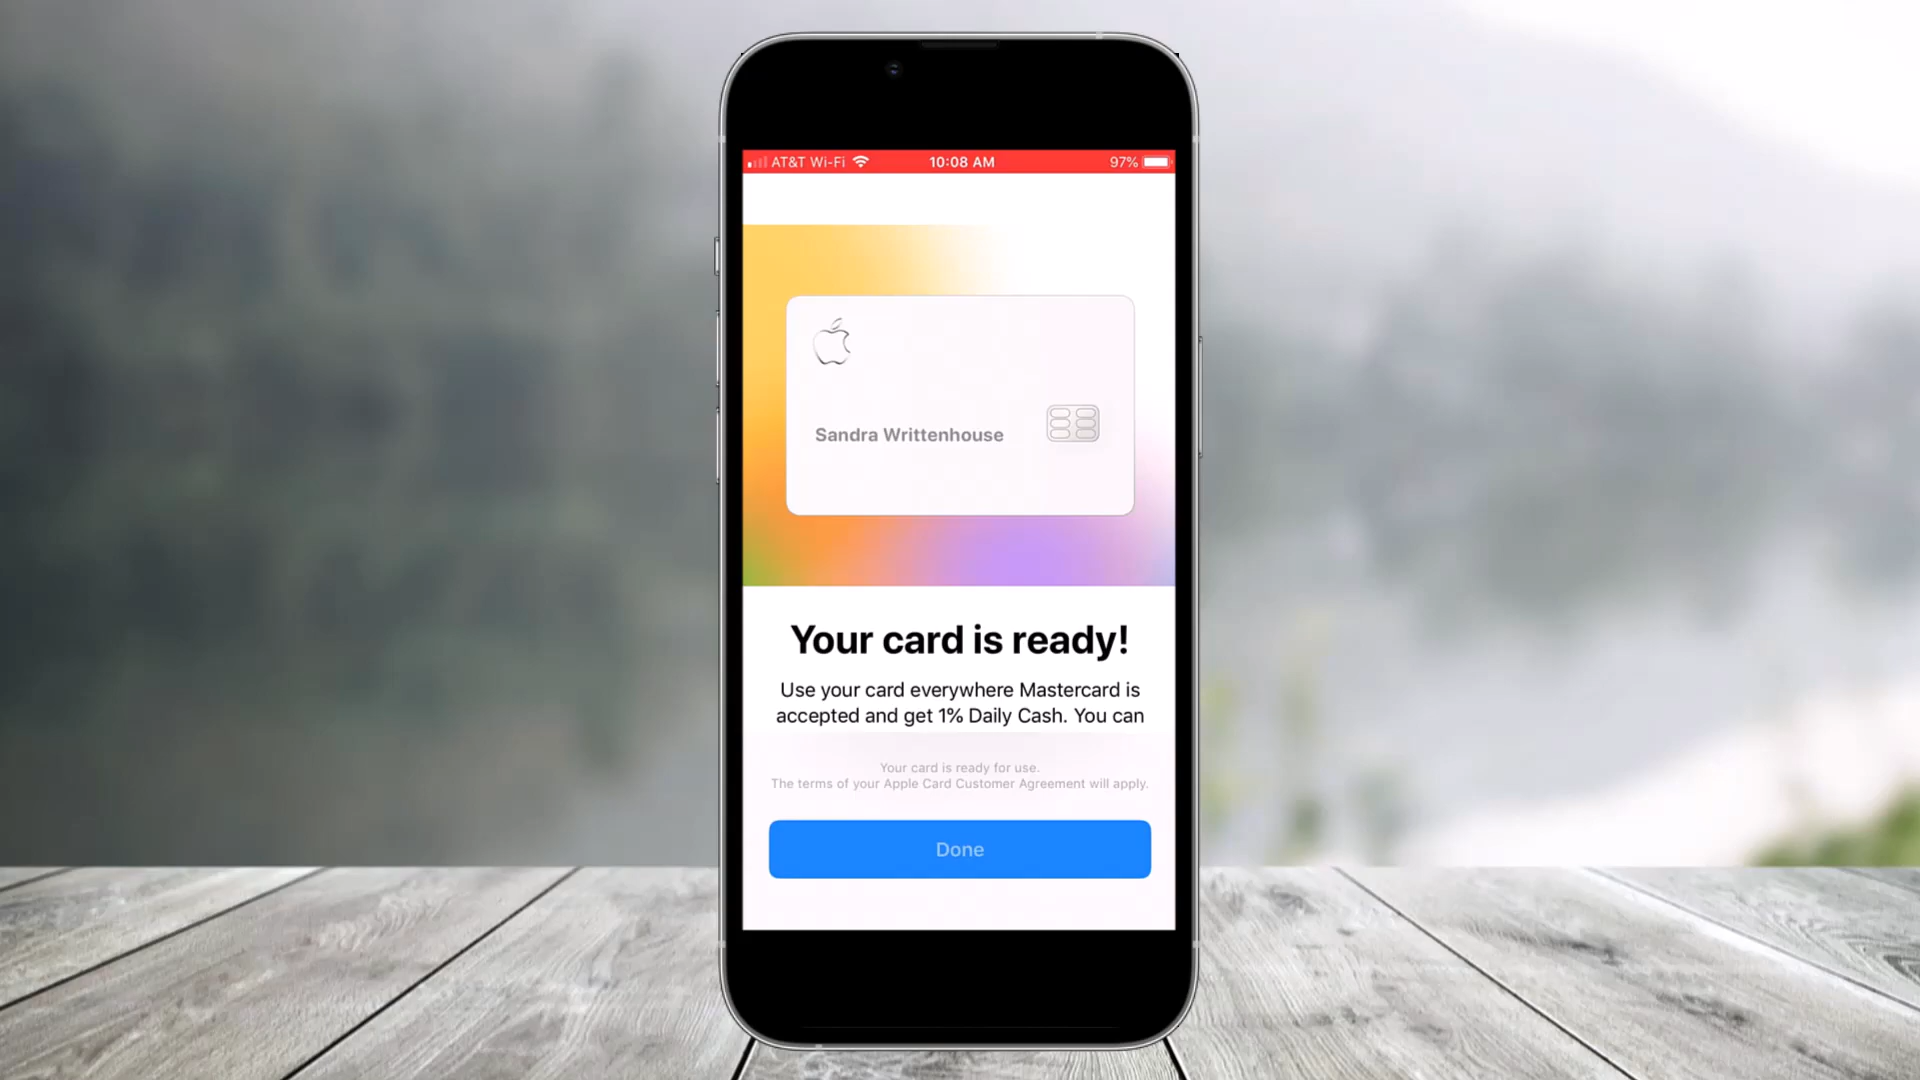 AT&T Wi-Fi 10:08 AM 97%
Sandra Writtenhouse
Your card is ready!
Use your card everywhere Mastercard is
accepted and get 1% Daily Cash. You can
Your card is ready for use.
The terms of your Apple Card Customer Agreement will apply.
Done